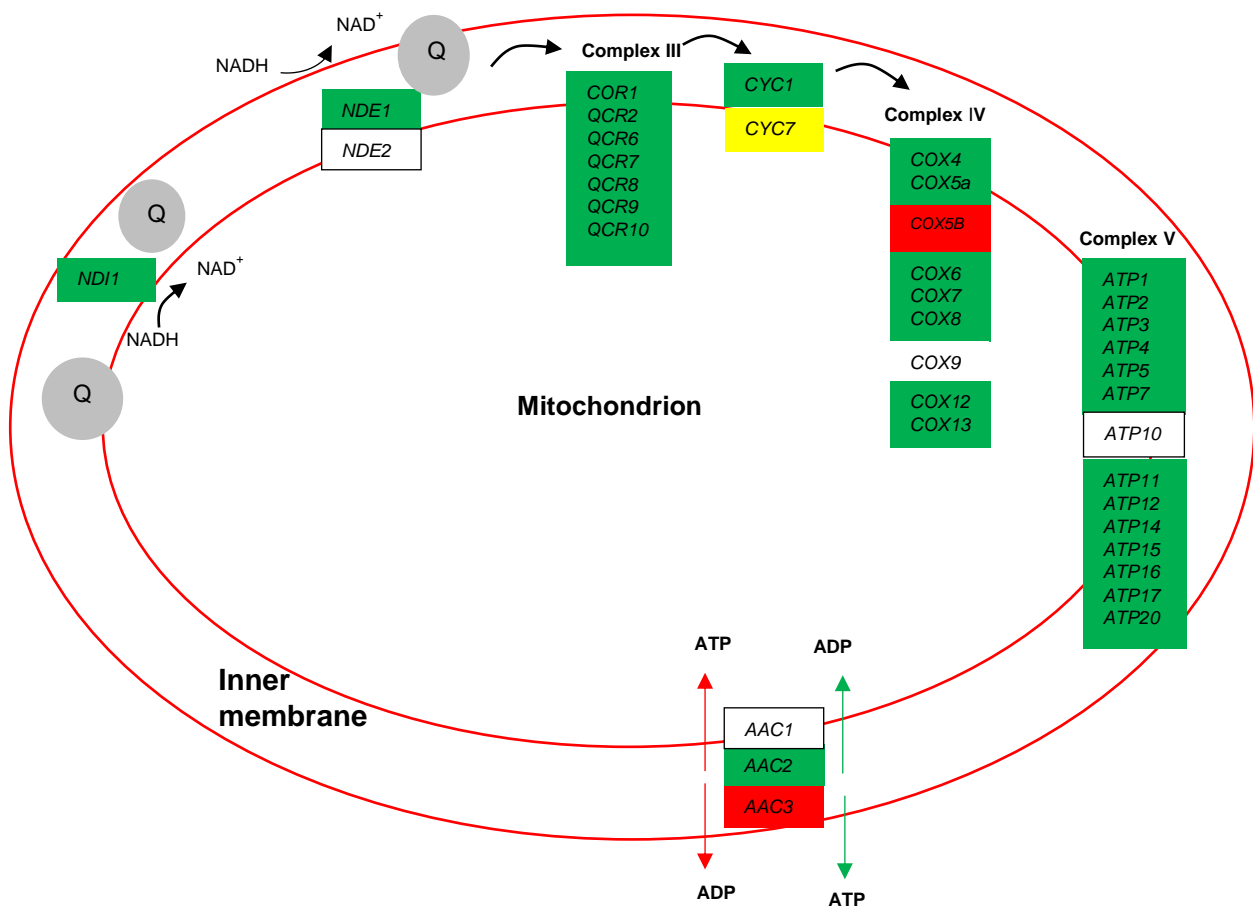 NAD+
NADH
Q
NDE1
NDE2
Complex III
COR1
QCR2
QCR6
QCR7
QCR8
QCR9
QCR10
CYC1
CYC7
Complex IV
COX4
COX5a
COX5B
COX6
COX7
COX8
COX9
COX12
COX13
Complex V
ATP1
ATP2
ATP3
ATP4
ATP5
ATP7
ATP10
ATP11
ATP12
ATP14
ATP15
ATP16
ATP17
ATP20
Q
NDI1
NAD+
NADH
Q
Mitochondrion
Inner
membrane
ATP
ADP
AAC1
AAC2
AAC3
ADP
ATP